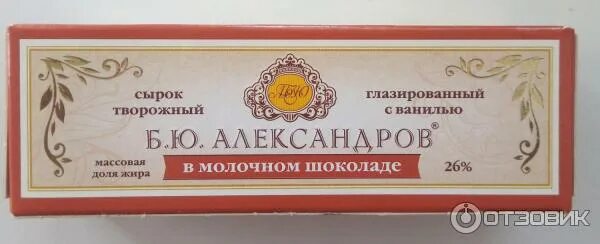 сырок
творожный
глазированный
с ванилью
Б.Ю. АЛЕКСАНДРОВ®
массовая
доля жира
в молочном шоколаде
26%
ОТЗОВИК